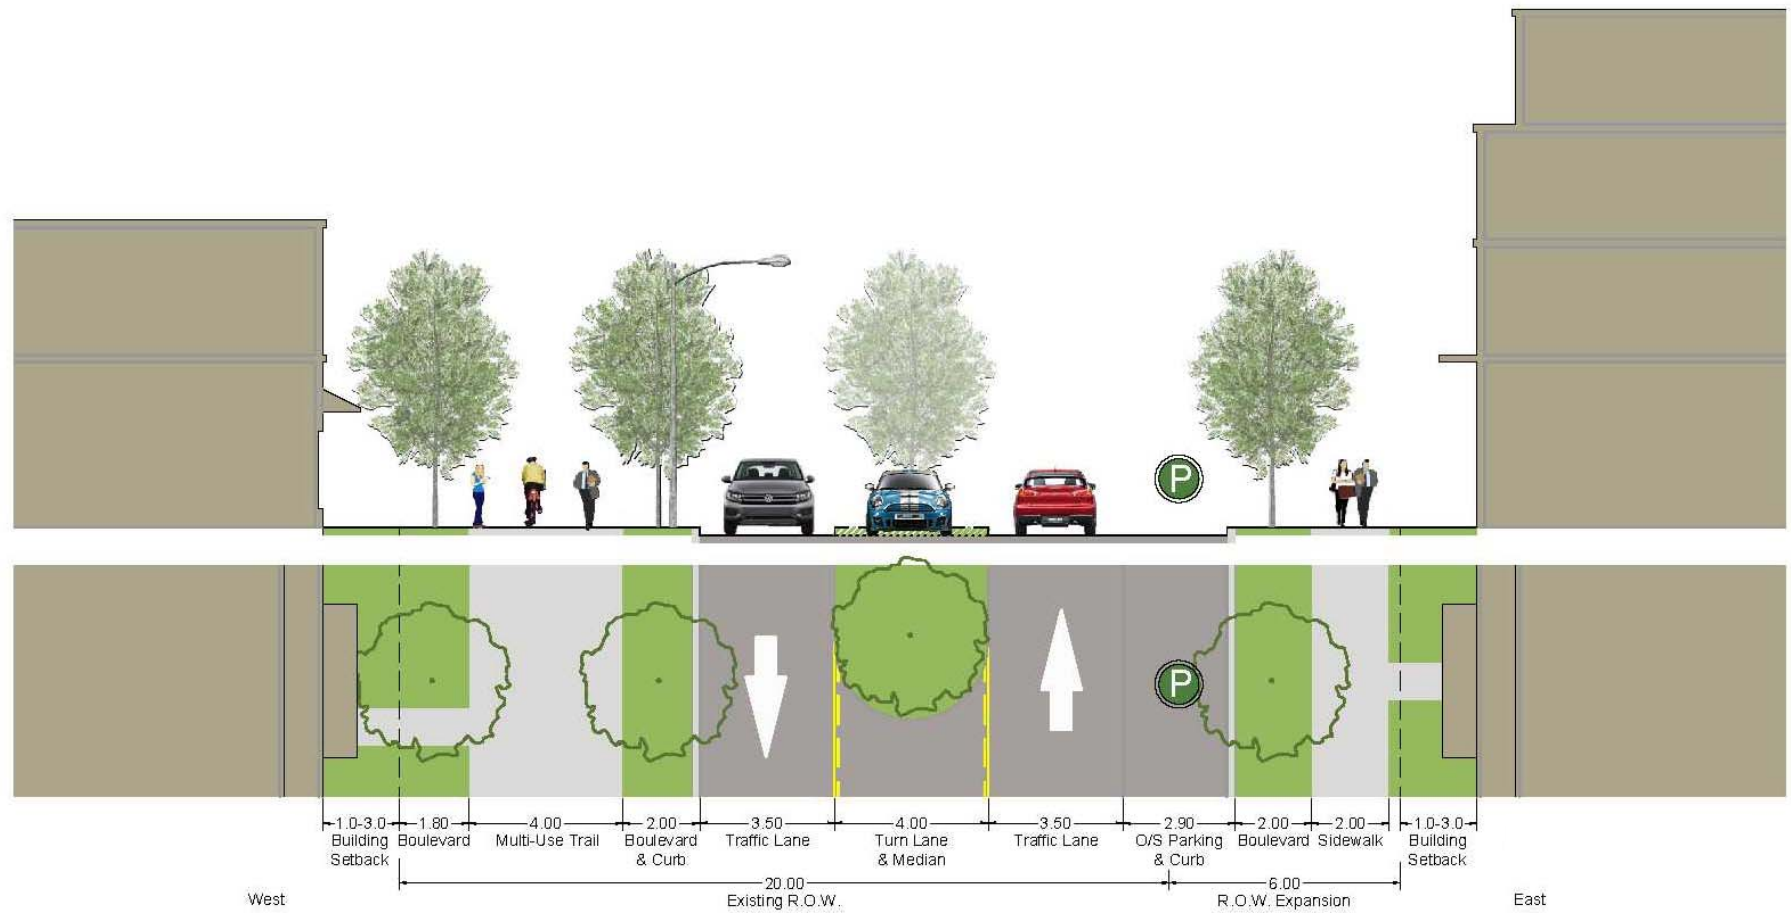 P
P
1.0-3.0 1.80 4.00 2.00 3.50 4.00 3.50 2.90 2.00 2.00 1.0-3.0
Building Boulevard Multi-Use Trail Boulevard Traffic Lane Turn Lane Traffic Lane O/S Parking Boulevard Sidewalk Building
Setback & Curb & Median & Curb Setback
20.00 6.00
West Existing R.O.W. R.O.W. Expansion East